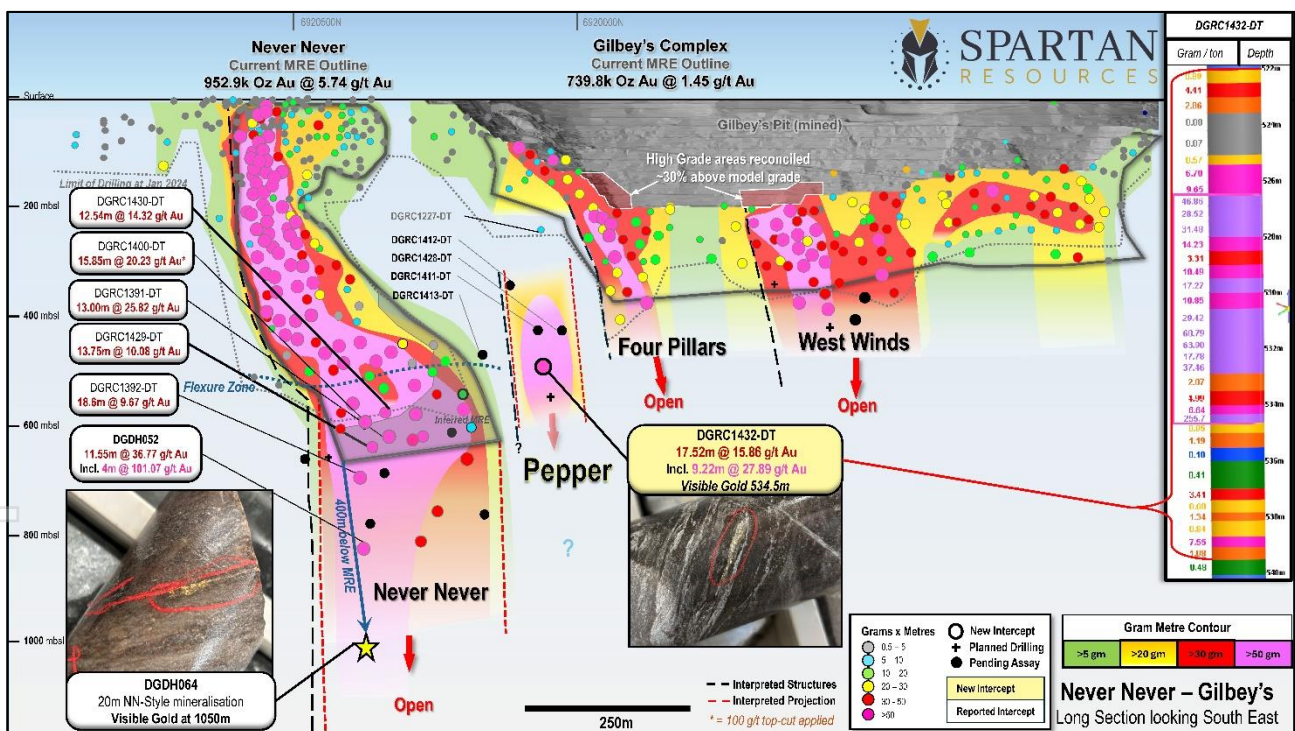 6920500N
6920000N
Never Never
Current MRE Outline
952.9k Oz Au @ 5.74 g/t Au
Gilbey's Complex
Current MRE Outline
739.8k Oz Au @ 1.45 g/t Au
SPARTAN
RESOURCES
Surface
Gilbey's Pit (mined)
High Grade areas reconciled
~30% above model grade
Limit of Drilling at Jan 2024
200 mbsl
400 mbsl
600 mbsl
800 mbsl
1000 mbsl
DGRC1430-DT
12.54m @ 14.32 g/t Au
DGRC1400-DT
15.85m @ 20.23 g/t Au*
DGRC1391-DT
13.00m @ 25.82 g/t Au
DGRC1429-DT
13.75m @ 10.08 g/t Au
DGRC1392-DT
18.6m @ 9.67 g/t Au
DGDH052
11.55m @ 36.77 g/t Au
Incl. 4m @ 101.07 g/t Au
Flexure Zone
Inferred MRE
DGRC1227-DT
DGRC1412-DT
DGRC1428-DT
DGRC1411-DT
DGRC1413-DT
Four Pillars
Open
West Winds
Open
?
Pepper
DGRC1432-DT
17.52m @ 15.86 g/t Au
Incl. 9.22m @ 27.89 g/t Au
Visible Gold 534.5m
400m below MRE
?
Never Never
Open
DGDH064
20m NN-Style mineralisation
Visible Gold at 1050m
Interpreted Structures
Interpreted Projection
* = 100 g/t top-cut applied
250m
Grams x Metres
0.5 – 5
5 – 10
10 – 20
20 – 30
30 – 50
>50
New Intercept
Planned Drilling
Pending Assay
New Intercept
Reported Intercept
Gram Metre Contour
>5 gm
>20 gm
>30 gm
>50 gm
Never Never – Gilbey's
Long Section looking South East
DGRC1432-DT
Gram / ton
Depth
522m
4.41
2.86
524m
0.07
0.57
6.70
9.65
526m
46.85
28.52
31.48
14.23
3.31
10.49
17.27
10.85
29.42
60.79
63.00
17.78
532m
37.46
2.07
4.99
534m
255.7
1.19
0.10
536m
0.41
3.41
7.55
0.48